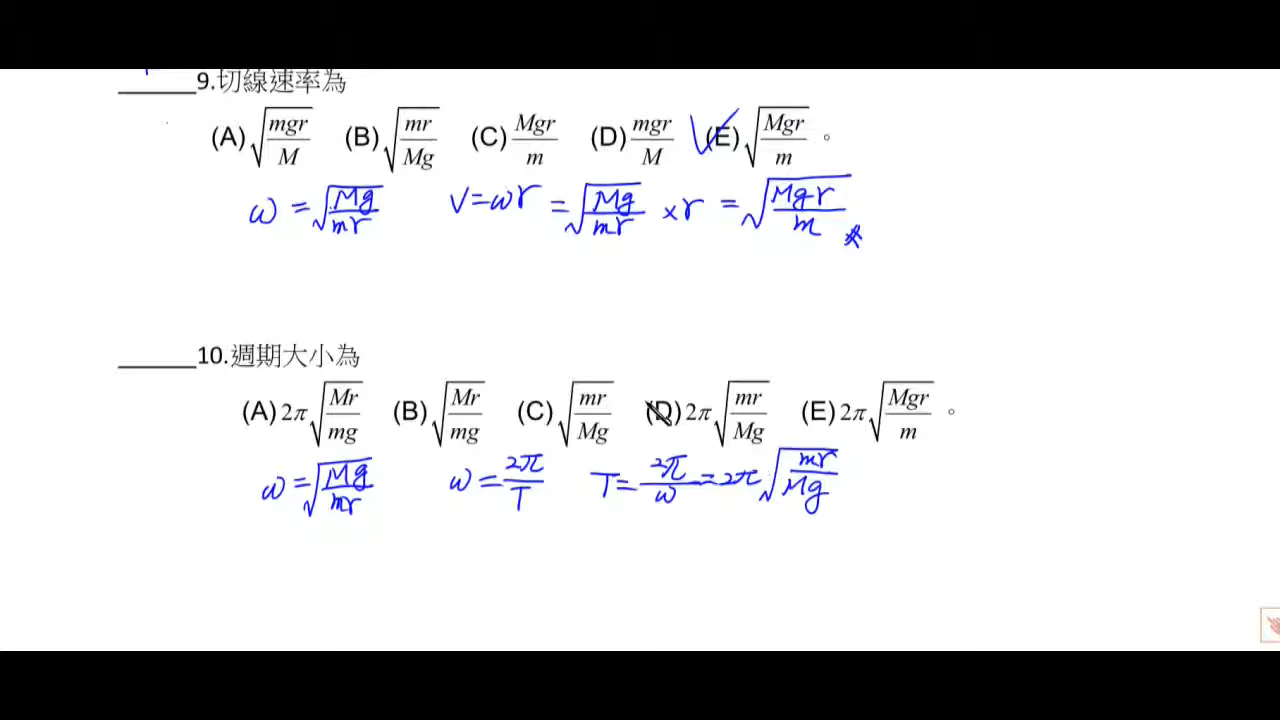 ______9.切線速率為
(A)√(mgr/M) (B)√(mr/Mg) (C)Mgr/m (D)mgr/M (E)√(Mgr/m)。
ω=√(Mg/mr) V=ωr=√(Mg/mr)×r=√(Mgr/m)
______10.週期大小為
(A)2π√(Mr/mg) (B)√(Mr/mg) (C)√(mr/Mg) (D)2π√(mr/Mg) (E)2π√(Mgr/m)。
ω=√(Mg/mr) ω=2π/T T=2π/ω=2π√(mr/Mg)